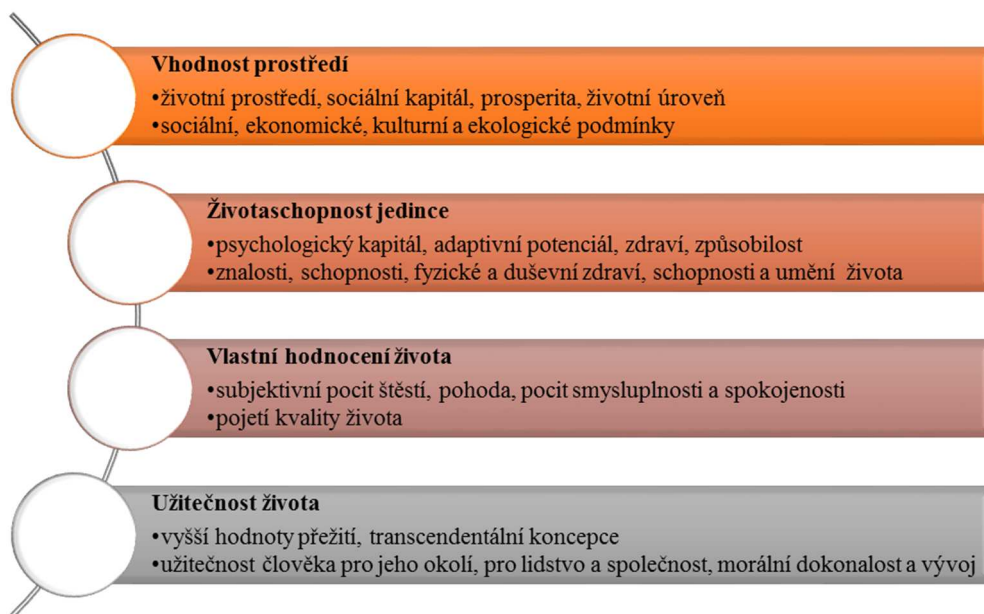 Vhodnost prostředí
•životní prostředí, sociální kapitál, prosperita, životní úroveň
•sociální, ekonomické, kulturní a ekologické podmínky
Životaschopnost jedince
•psychologický kapitál, adaptivní potenciál, zdraví, způsobilost
•znalosti, schopnosti, fyzické a duševní zdraví, schopnosti a umění života
Vlastní hodnocení života
•subjektivní pocit štěstí, pohoda, pocit smysluplnosti a spokojenosti
•pojetí kvality života
Užitečnost života
•vyšší hodnoty přežití, transcendentální koncepce
•užitečnost člověka pro jeho okolí, pro lidstvo a společnost, morální dokonalost a vývoj